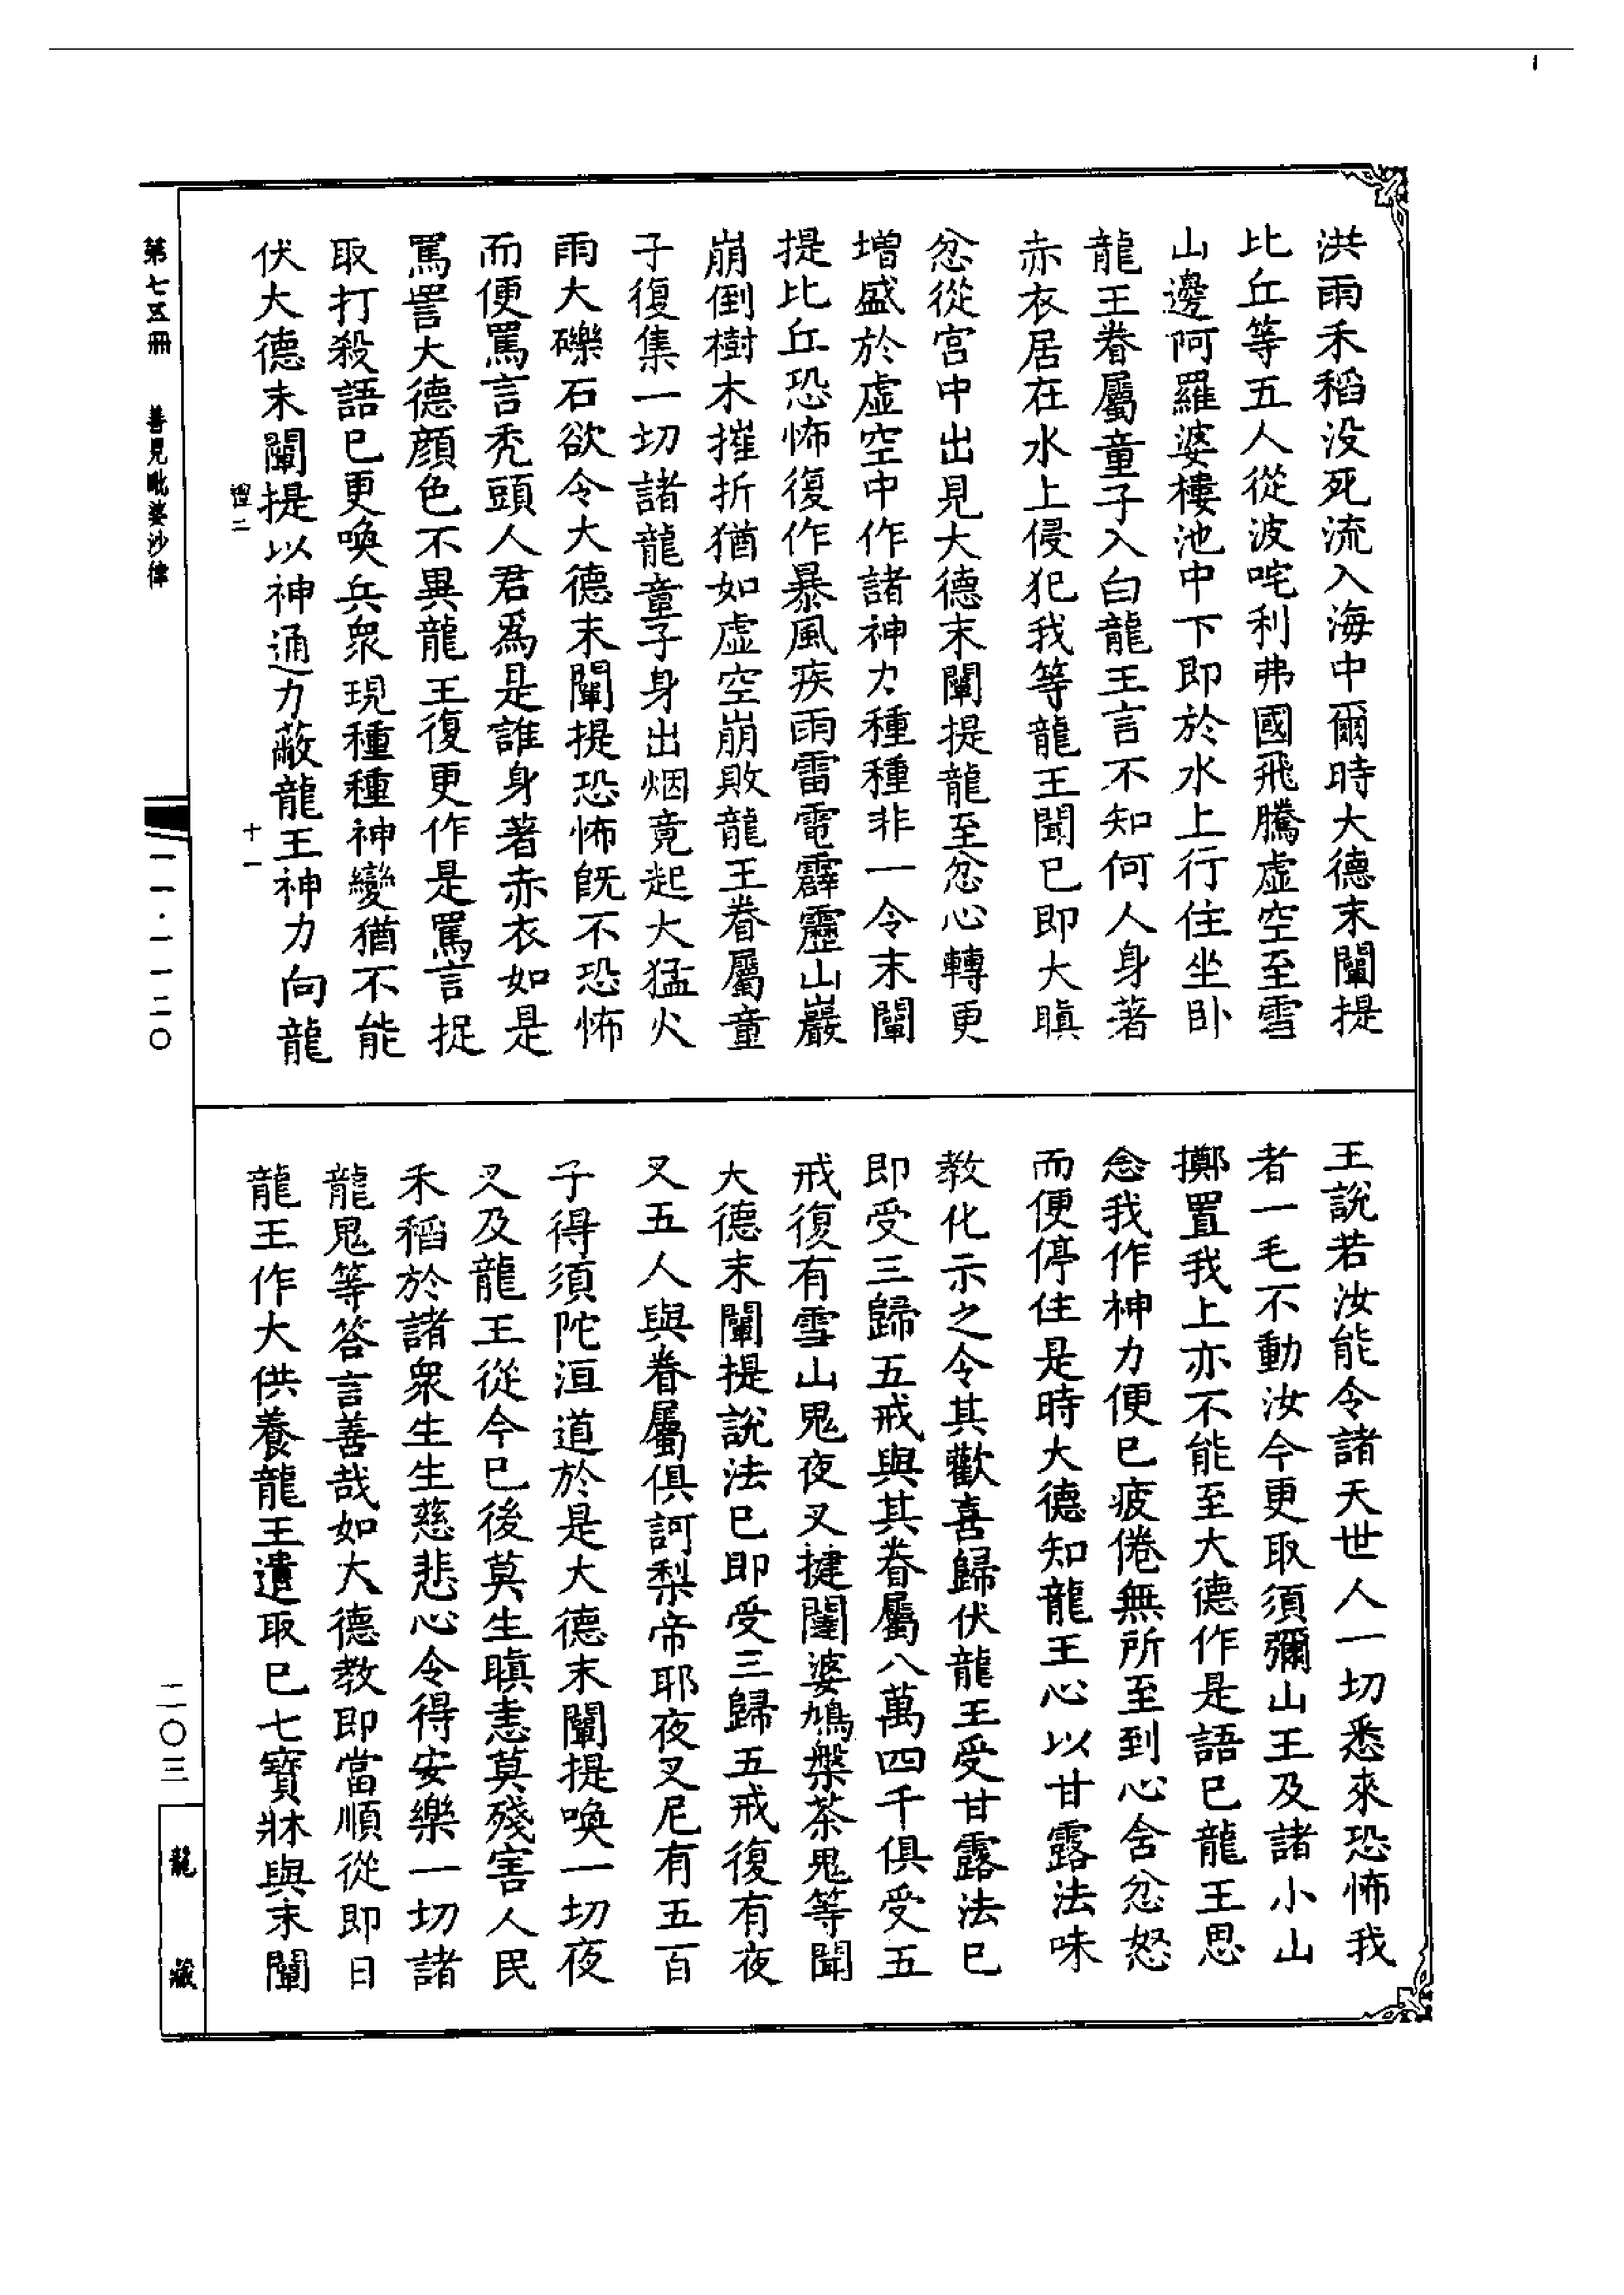 洪雨禾稻没死流入海中爾時大德末闡提
比丘等五人從波咤利弗國飛騰虛空至雪
山邊阿羅婆樓池中下即於水上行住坐卧
龍王眷屬童子入白龍王言不知何人身著
赤衣居在水上侵犯我等龍王聞已即大瞋
忿從宮中出見大德末闡提龍至忿心轉更
增盛於虛空中作諸神力種種非一令末闡
提比丘恐怖復作暴風疾雨雷電霹靂山巖
崩倒樹木摧折猶如虛空崩敗龍王眷屬童
子復集一切諸龍童子身出烟竟起大猛火
雨大礫石欲令大德末闡提恐怖既不恐怖
而便罵言秃頭人君爲是誰身著赤衣如是
罵詈大德顔色不異龍王復更作是罵言捉
取打殺語已更喚兵衆現種種神變猶不能
伏大德末闡提以神通力蔽龍王神力向龍
二
十一
王說若汝能令諸天世人一切悉來恐怖我
者一毛不動汝今更取須彌山王及諸小山
擲置我上亦不能至大德作是語已龍王思
念我作神力便已疲倦無所至到心舍忿怒
而便停住是時大德知龍王心以甘露法味
教化示之令其歡喜歸伏龍王受甘露法已
即受三歸五戒與其眷屬八萬四千俱受五
戒復有雪山鬼夜叉揵闥婆鳩槃茶鬼等聞
大德末闡提說法已即受三歸五戒復有夜
叉五人與眷屬俱訶梨帝耶夜叉尼有五百
子得須陀洹道於是大德末闡提喚一切夜
叉及龍王從今已後莫生瞋恚莫殘害人民
禾稻於諸衆生生慈悲心令得安樂一切諸
龍鬼等答言善哉如大德教即當順從即日
龍王作大供養龍王遣取已七寶牀與末闡
第七五冊 善見毗婆沙律
一一·一一二〇
二〇三
龍藏